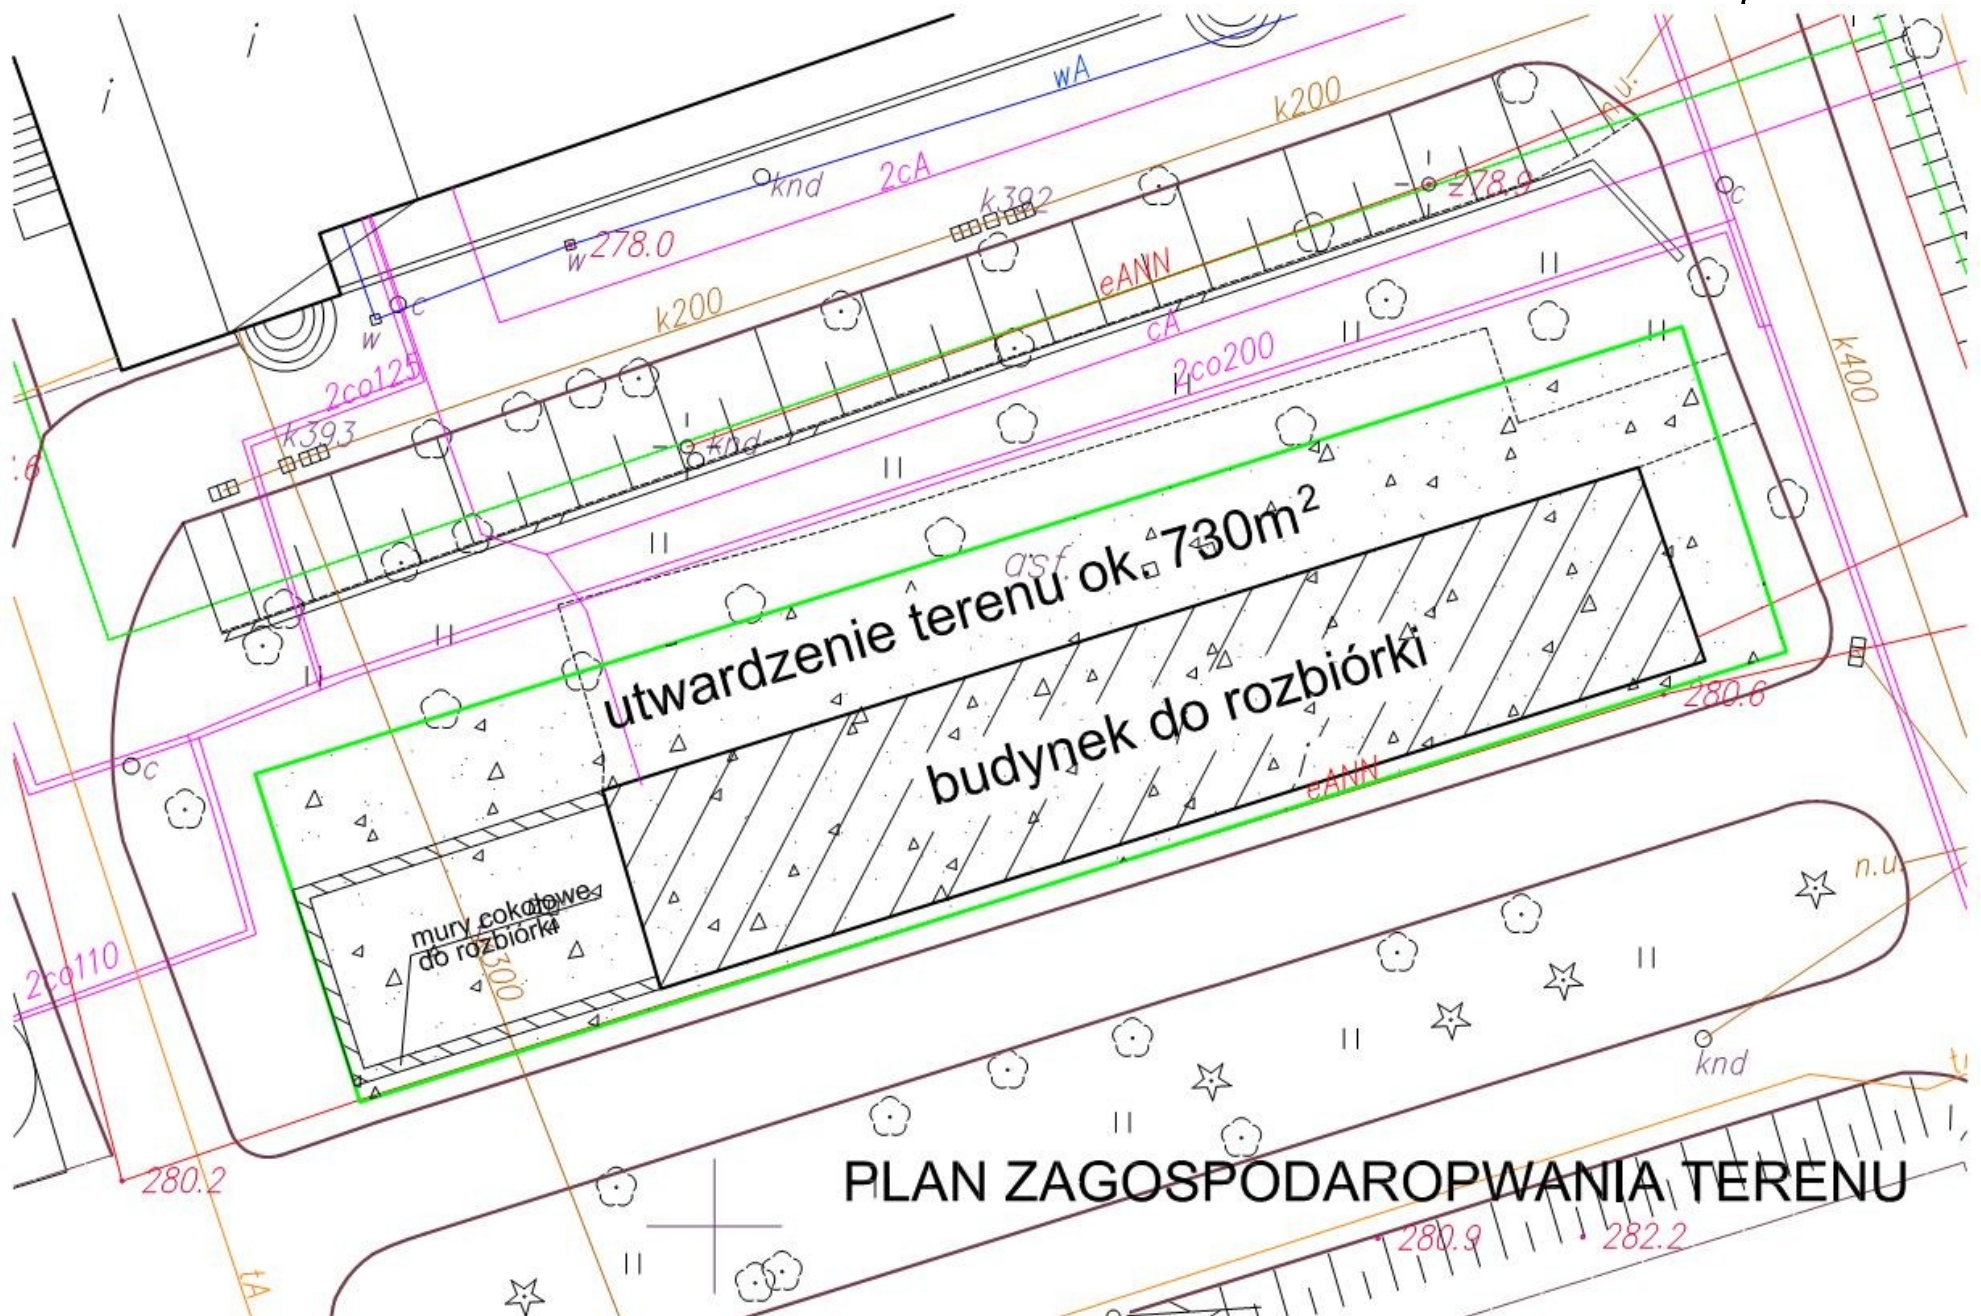 i
i
wA
k200
n.u.
2cA
knd
k392
278.9
c
w
278.0
eANN
c
w
k200
cA
2co200
k400
2co125
k393
knd
utwardzenie terenu ok. 730m²
asf
budynek do rozbiórki
280.6
c
eANN
mury cokołowe
do rozbiórki
300
n.u.
2co110
knd
PLAN ZAGOSPODAROPWANIA TERENU
280.2
280.9
282.2
tA